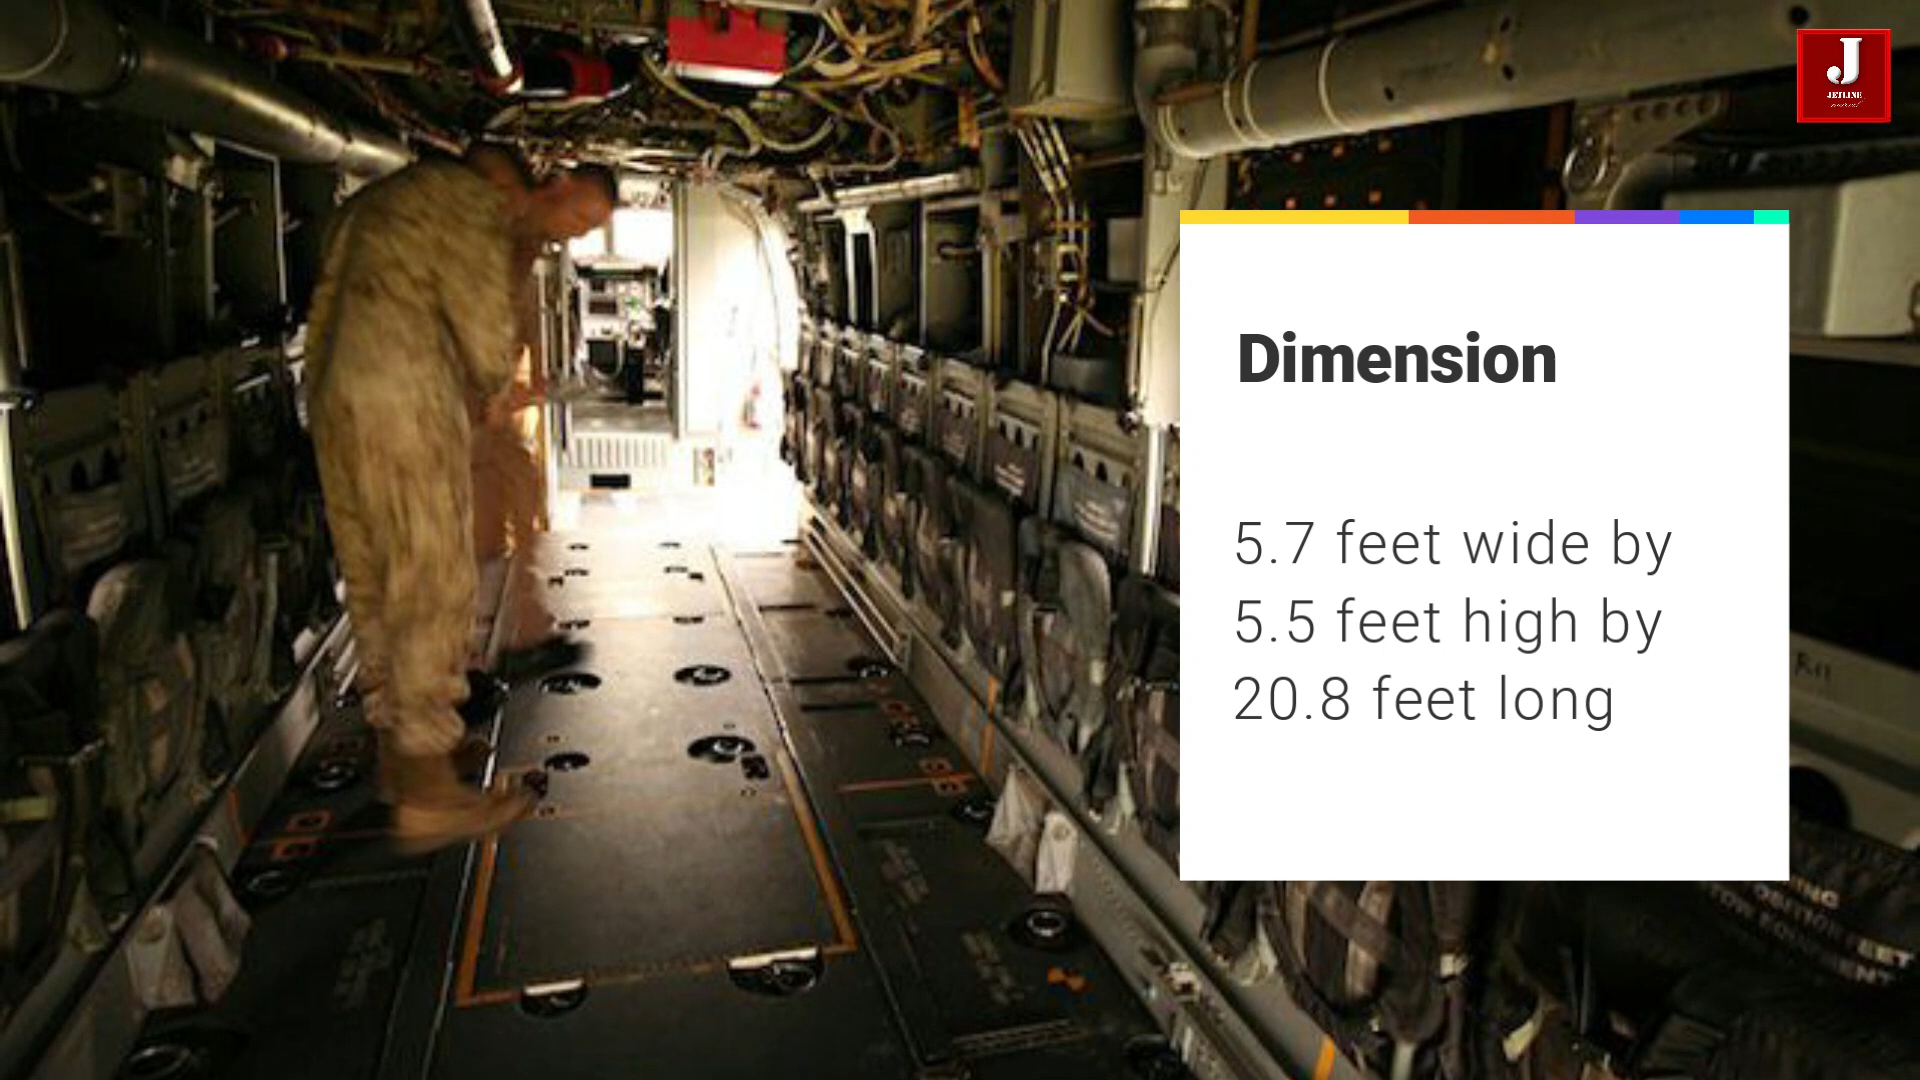 J
JETLINE
Dimension
5.7 feet wide by
5.5 feet high by
20.8 feet long